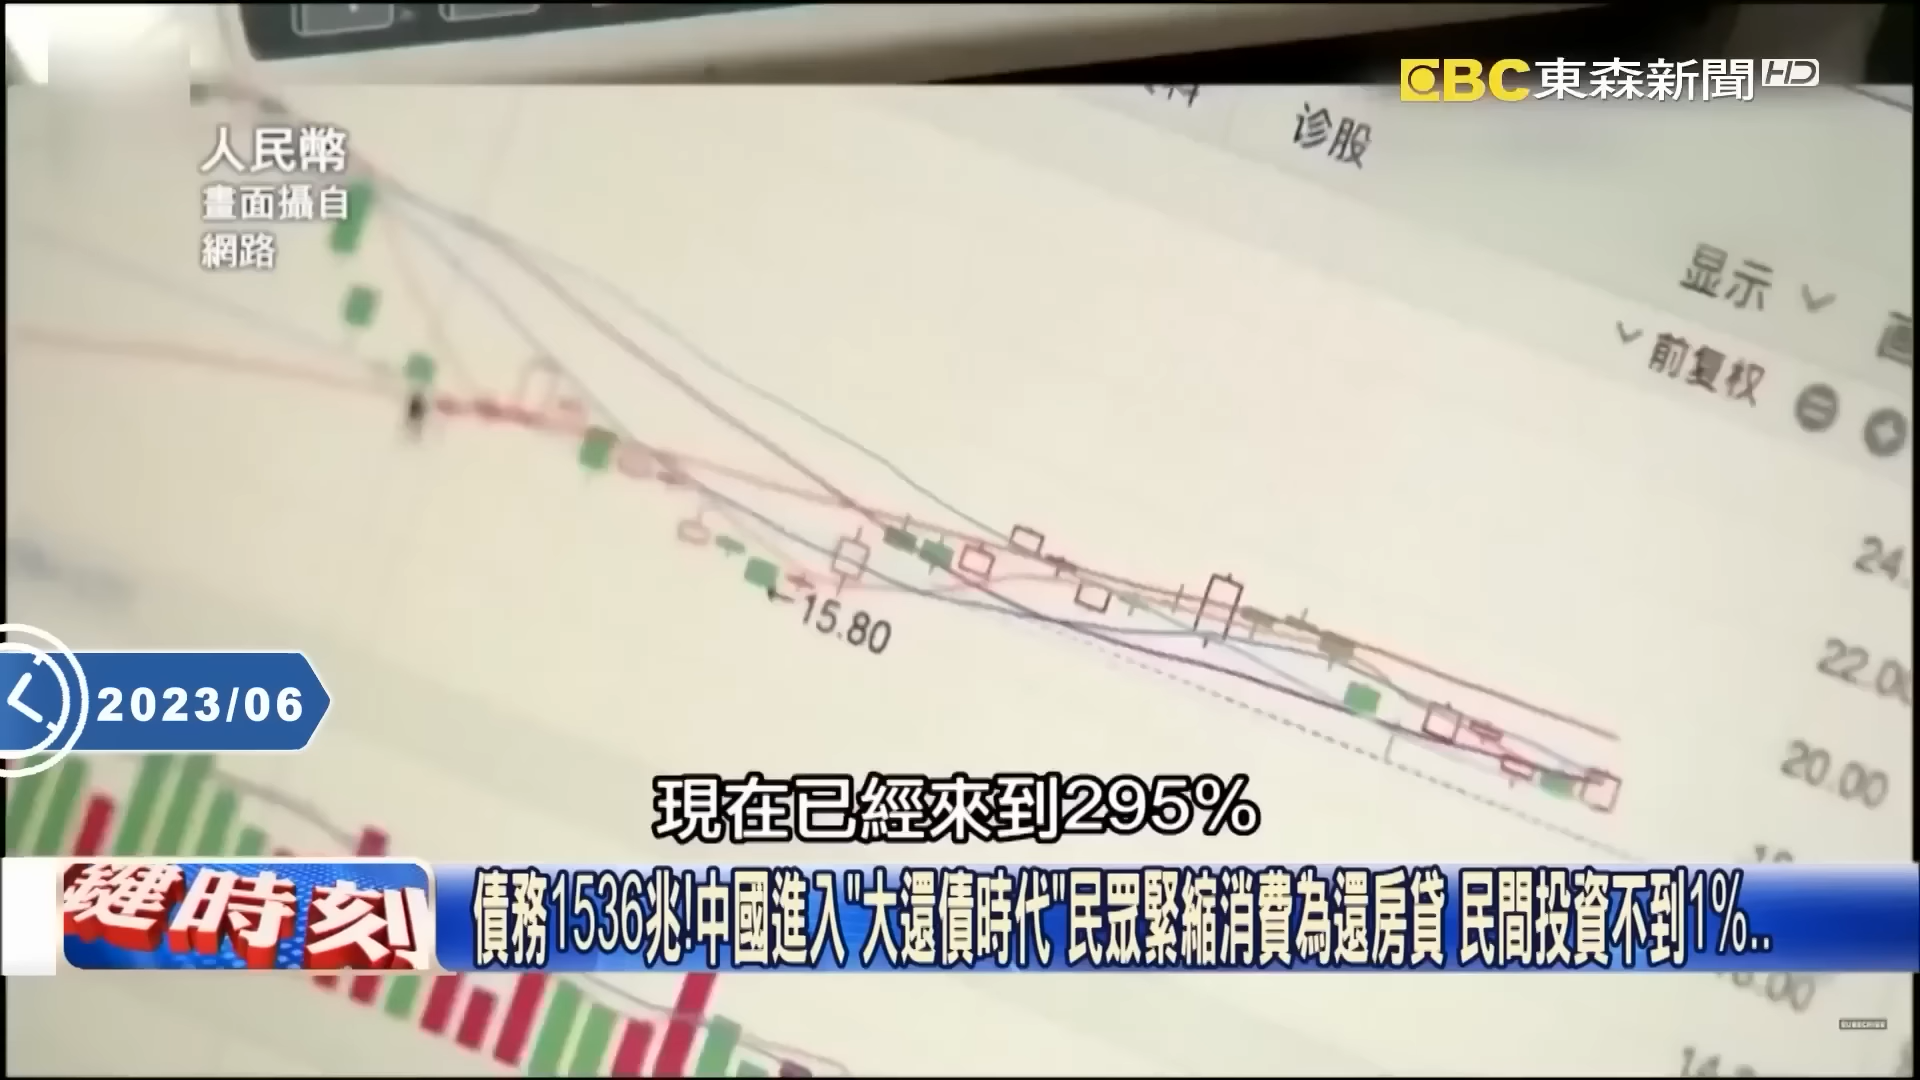 EBC東森新聞HD
诊股
人民幣
畫面攝自
網路
显示
前复权
24.
22.00
15.80
2023/06
20.00
現在已經來到295%
鍵時刻
債務1536兆!中國進入"大還債時代"民眾緊縮消費為還房貸 民間投資不到1%..